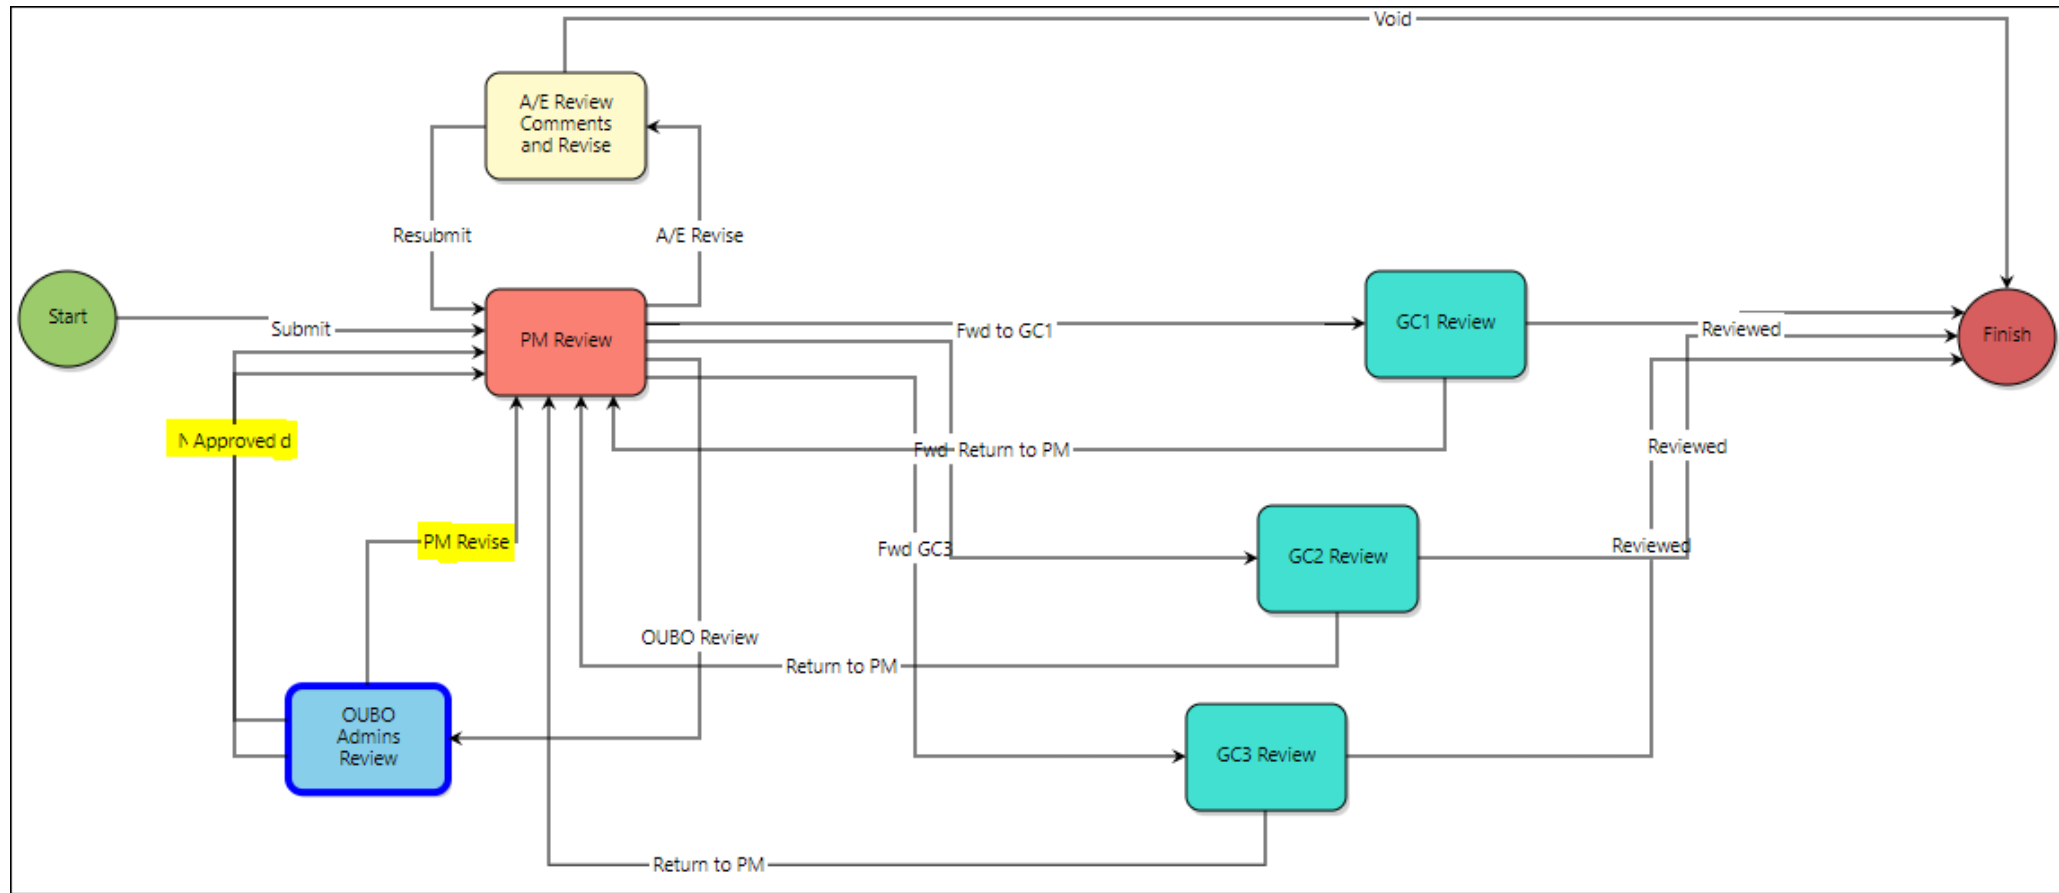 Void
A/E Review
Comments
and Revise
Resubmit
A/E Revise
Start
Submit
PM Review
Fwd to GC1
GC1 Review
Reviewed
Finish
Approved
Fwd
Return to PM
Reviewed
PM Revise
Fwd GC3
GC2 Review
Reviewed
OUBO Review
Return to PM
OUBO
Admins
Review
GC3 Review
Return to PM